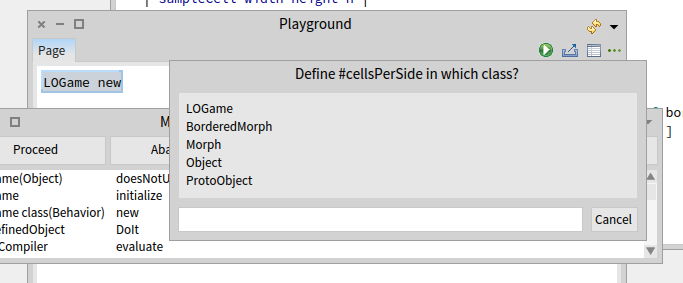 | sampleCell width height n |
Playground
Page
LOGame new
Define #cellsPerSide in which class?
LOGame
BorderedMorph
Morph
Object
ProtoObject
Cancel
bo
]
M
Proceed
Aba
ame(Object) doesNotU
ame initialize
ame class(Behavior) new
efinedObject DoIt
Compiler evaluate